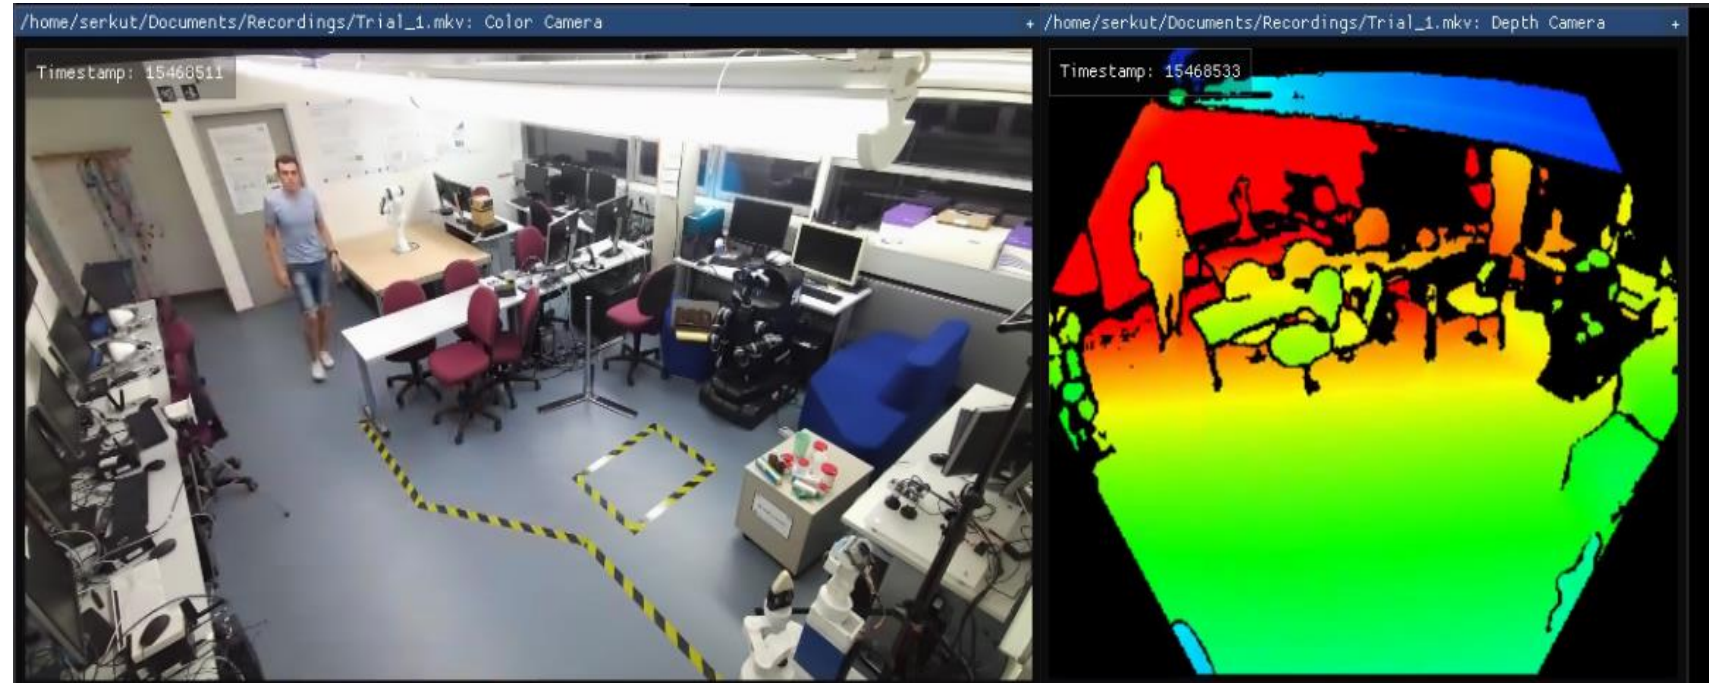 /home/serkut/Documents/Recordings/Trial_1.mkv: Color Camera
+
/home/serkut/Documents/Recordings/Trial_1.mkv: Depth Camera
+
Timestamp: 15468511
Timestamp: 15468533